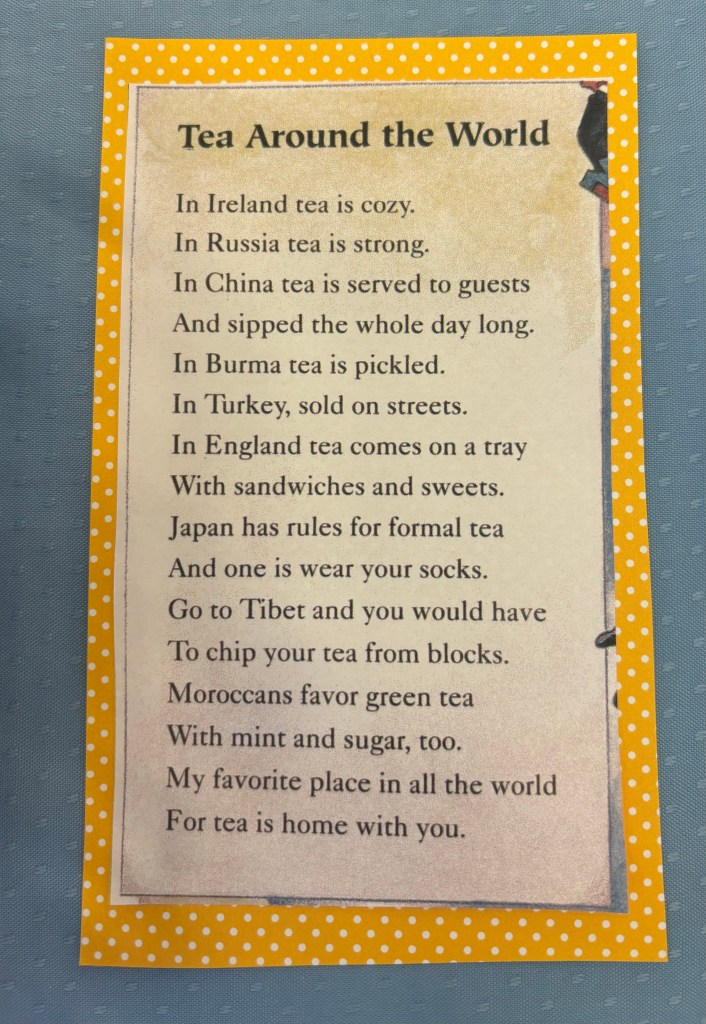 Tea Around the World
In Ireland tea is cozy.
In Russia tea is strong.
In China tea is served to guests
And sipped the whole day long.
In Burma tea is pickled.
In Turkey, sold on streets.
In England tea comes on a tray
With sandwiches and sweets.
Japan has rules for formal tea
And one is wear your socks.
Go to Tibet and you would have
To chip your tea from blocks.
Moroccans favor green tea
With mint and sugar, too.
My favorite place in all the world
For tea is home with you.